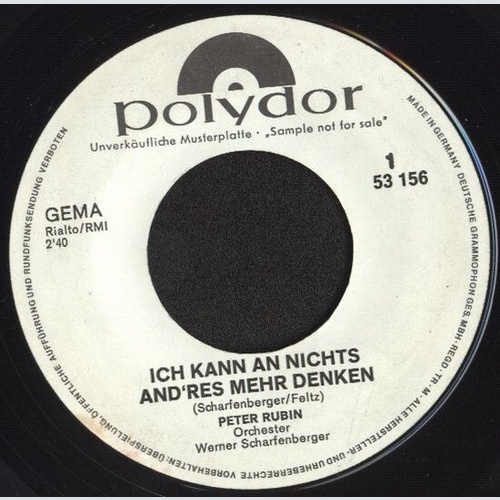 polydor
Unverkäufliche Musterplatte · „Sample not for sale"
1
53 156
GEMA
Rialto/RMI
2'40
ICH KANN AN NICHTS
AND'RES MEHR DENKEN
(Scharfenberger/Feltz)
PETER RUBIN
Orchester
Werner Scharfenberger
MADE IN GERMANY · DEUTSCHE GRAMMOPHON GES. MBH · REGD · TR · M · ALLE HERSTELLER- UND URHEBERRECHTE VORBEHALTEN · ÜBERSPIELUNG, ÖFFENTLICHE AUFFÜHRUNG UND RUNDFUNKSENDUNG VERBOTEN